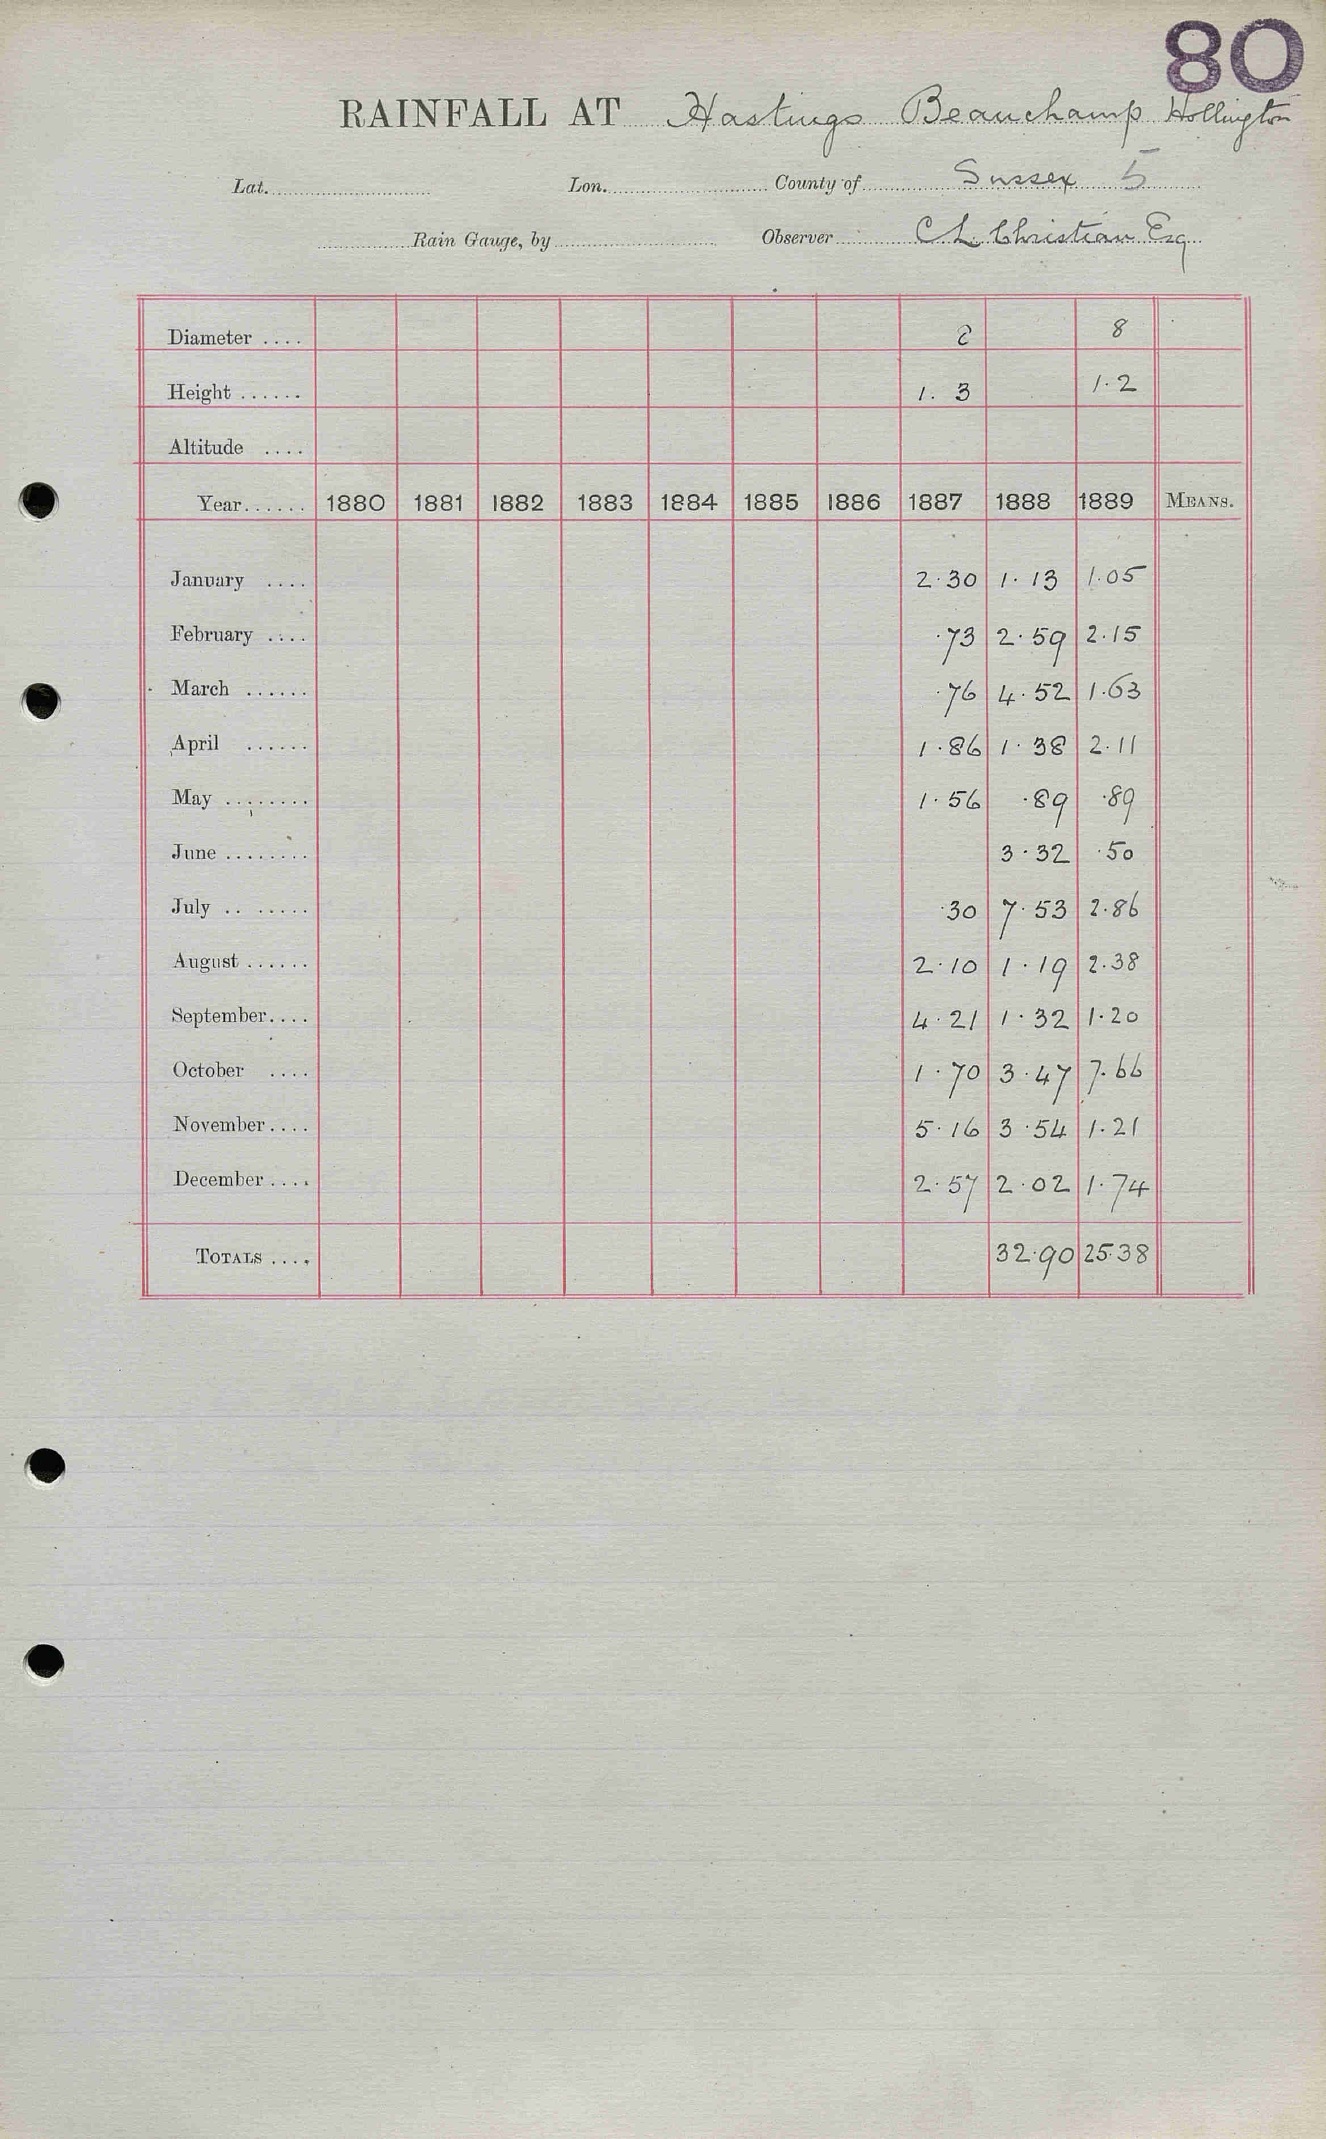 80
RAINFALL AT Hastings Beauchamp Hollington
Lat. Lon. County of Sussex 5
Rain Gauge, by Observer C L Christian Esq
Diameter .... 8 8
Height ...... 1. 3 1.2
Altitude ....
Year...... 1880 1881 1882 1883 1884 1885 1886 1887 1888 1889 MEANS.
January .... 2.30 1.13 1.05
February .... .73 2.59 2.15
March ...... .76 4.52 1.63
April ...... 1.86 1.38 2.11
May ........ 1.56 .89 .89
June ........ 3.32 .50
July .. ...... .30 7.53 2.86
August ...... 2.10 1.19 2.38
September.... 4.21 1.32 1.20
October .... 1.70 3.47 7.66
November.... 5.16 3.54 1.21
December .... 2.57 2.02 1.74
TOTALS .... 32.90 25.38